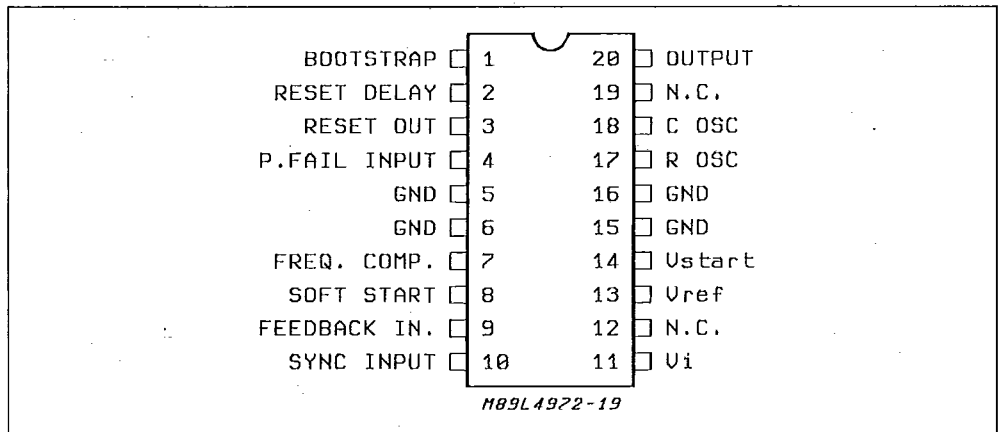 BOOTSTRAP 1 20 OUTPUT
RESET DELAY 2 19 N.C.
RESET OUT 3 18 C OSC
P.FAIL INPUT 4 17 R OSC
GND 5 16 GND
GND 6 15 GND
FREQ. COMP. 7 14 Vstart
SOFT START 8 13 Vref
FEEDBACK IN. 9 12 N.C.
SYNC INPUT 10 11 Vi
M89L4972-19